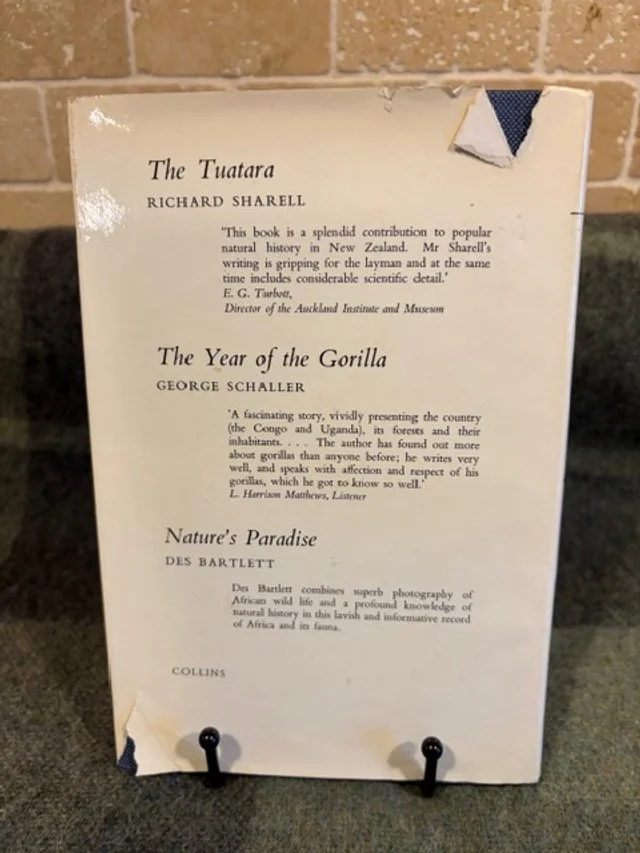 The Tuatara
RICHARD SHARELL
'This book is a splendid contribution to popular
natural history in New Zealand. Mr Sharell's
writing is gripping for the layman and at the same
time includes considerable scientific detail.'
E. G. Turbott,
Director of the Auckland Institute and Museum
The Year of the Gorilla
GEORGE SCHALLER
'A fascinating story, vividly presenting the country
(the Congo and Uganda), its forests and their
inhabitants. . . . The author has found out more
about gorillas than anyone before; he writes very
well, and speaks with affection and respect of his
gorillas, which he got to know so well.'
L. Harrison Matthews, Listener
Nature's Paradise
DES BARTLETT
Des Bartlett combines superb photography of
African wild life and a profound knowledge of
natural history in this lavish and informative record
of Africa and its fauna.
COLLINS